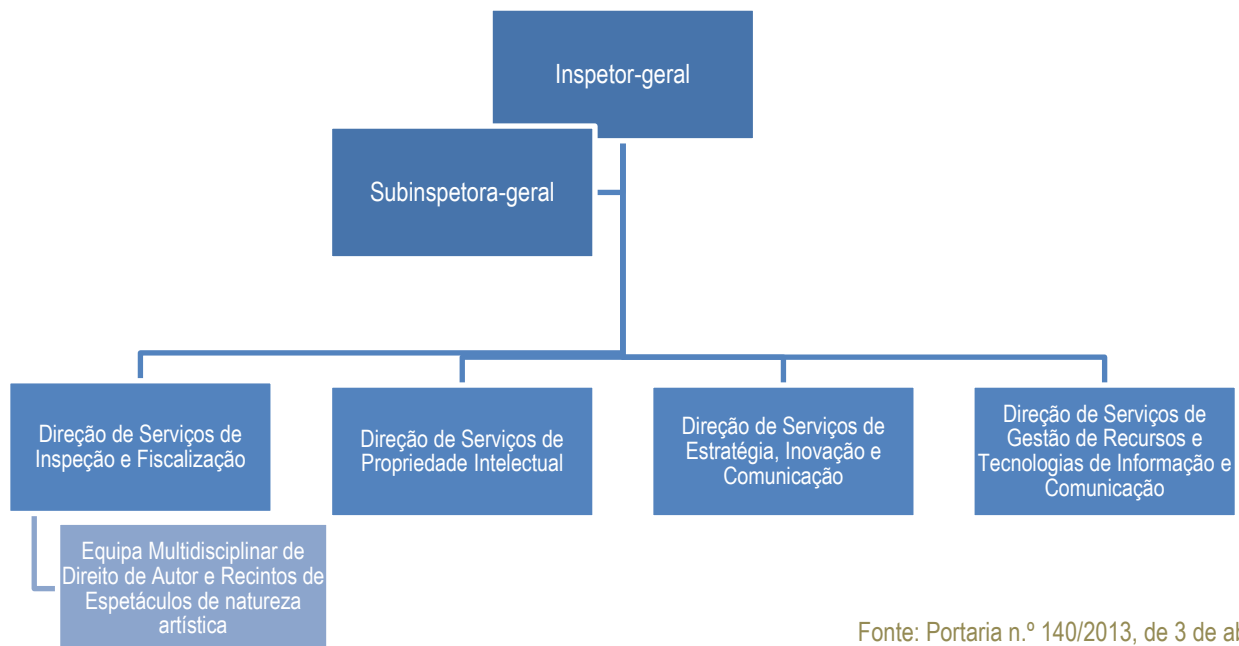 Inspetor-geral
Subinspetora-geral
Direção de Serviços de
Inspeção e Fiscalização
Direção de Serviços de
Propriedade Intelectual
Direção de Serviços de
Estratégia, Inovação e
Comunicação
Direção de Serviços de
Gestão de Recursos e
Tecnologias de Informação e
Comunicação
Equipa Multidisciplinar de
Direito de Autor e Recintos de
Espetáculos de natureza
artística
Fonte: Portaria n.º 140/2013, de 3 de ab